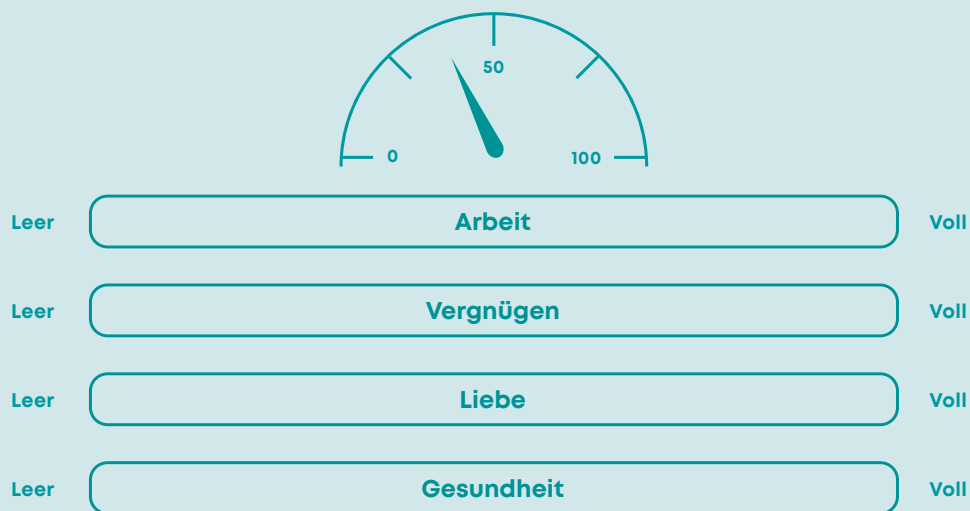 50
0 100
Leer Arbeit Voll
Leer Vergnügen Voll
Leer Liebe Voll
Leer Gesundheit Voll